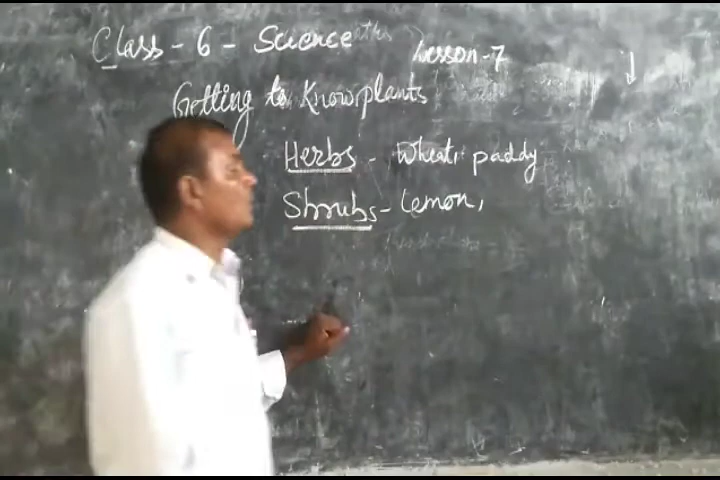 Class - 6 - Science Lesson - 7
Getting to Know plants
Herbs - Wheat, paddy
Shrubs - Lemon,